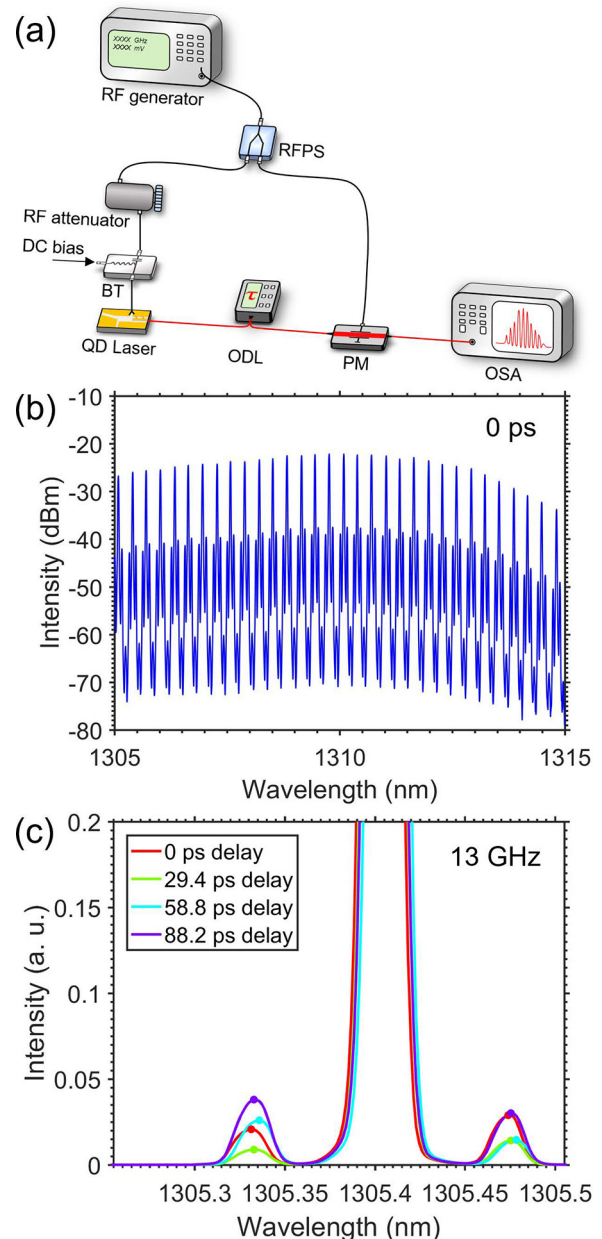 (a)
XXXX GHz
XXXX mV
RF generator
RFPS
RF attenuator
DC bias
BT
τ
QD Laser
ODL
PM
OSA
(b)
-10
-20
-30
-40
-50
-60
-70
-80
0 ps
Intensity (dBm)
1305
1310
1315
Wavelength (nm)
(c)
0.2
0.15
0.1
0.05
0
0 ps delay
29.4 ps delay
58.8 ps delay
88.2 ps delay
13 GHz
Intensity (a. u.)
1305.3
1305.35
1305.4
1305.45
1305.5
Wavelength (nm)